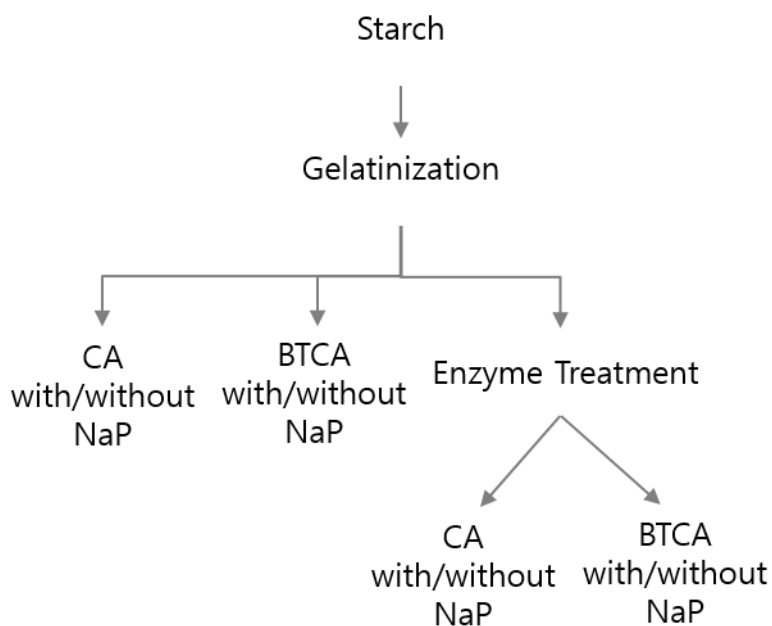 Starch
Gelatinization
CA
with/without
NaP
BTCA
with/without
NaP
Enzyme Treatment
CA
with/without
NaP
BTCA
with/without
NaP